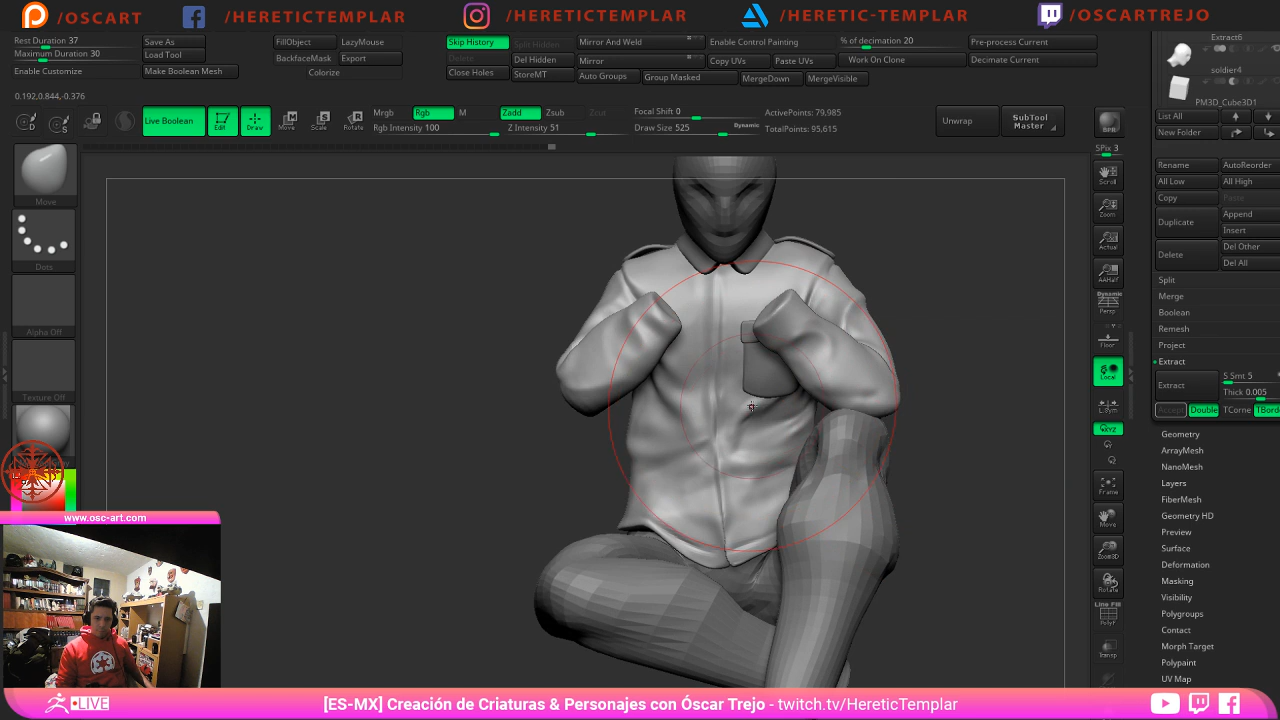 /OSCART
/HERETICTEMPLAR
/HERETICTEMPLAR
/HERETIC-TEMPLAR
/OSCARTREJO
Rest Duration 37
Maximum Duration 30
Enable Customize
Save As
Load Tool
Make Boolean Mesh
FillObject
BackfaceMask
Colorize
LazyMouse
Export
Skip History
Delete
Close Holes
Split Hidden
Del Hidden
StoreMT
Mirror And Weld
Mirror
Auto Groups
Group Masked
Enable Control Painting
Copy UVs
Paste UVs
MergeDown
MergeVisible
% of decimation 20
Work On Clone
Pre-process Current
Decimate Current
0.192,0.844,-0.376
Live Boolean
Edit
Draw
Move
Scale
Rotate
Mrgb
Rgb
M
Rgb Intensity 100
Zadd
Zsub
Zcut
Z Intensity 51
Focal Shift 0
Draw Size 525
Dynamic
ActivePoints: 79,985
TotalPoints: 95,615
Unwrap
SubTool
Master
BPR
SPix 3
Scroll
Zoom
Actual
AAHalf
Dynamic
Persp
Floor
Local
L.Sym
Frame
Move
Zoom3D
Rotate
Line Fill
PolyF
Transp
Move
Dots
Alpha Off
Texture Off
Extract6
soldier4
PM3D_Cube3D1
List All
New Folder
Rename
AutoReorder
All Low
All High
Copy
Paste
Duplicate
Append
Insert
Delete
Del Other
Del All
Split
Merge
Boolean
Remesh
Project
Extract
Extract
S Smt 5
Thick 0.005
Accept
Double
TCorne
TBord
Geometry
ArrayMesh
NanoMesh
Layers
FiberMesh
Geometry HD
Preview
Surface
Deformation
Masking
Visibility
Polygroups
Contact
Morph Target
Polypaint
UV Map
www.osc-art.com
LIVE
[ES-MX] Creación de Criaturas & Personajes con Óscar Trejo - twitch.tv/HereticTemplar